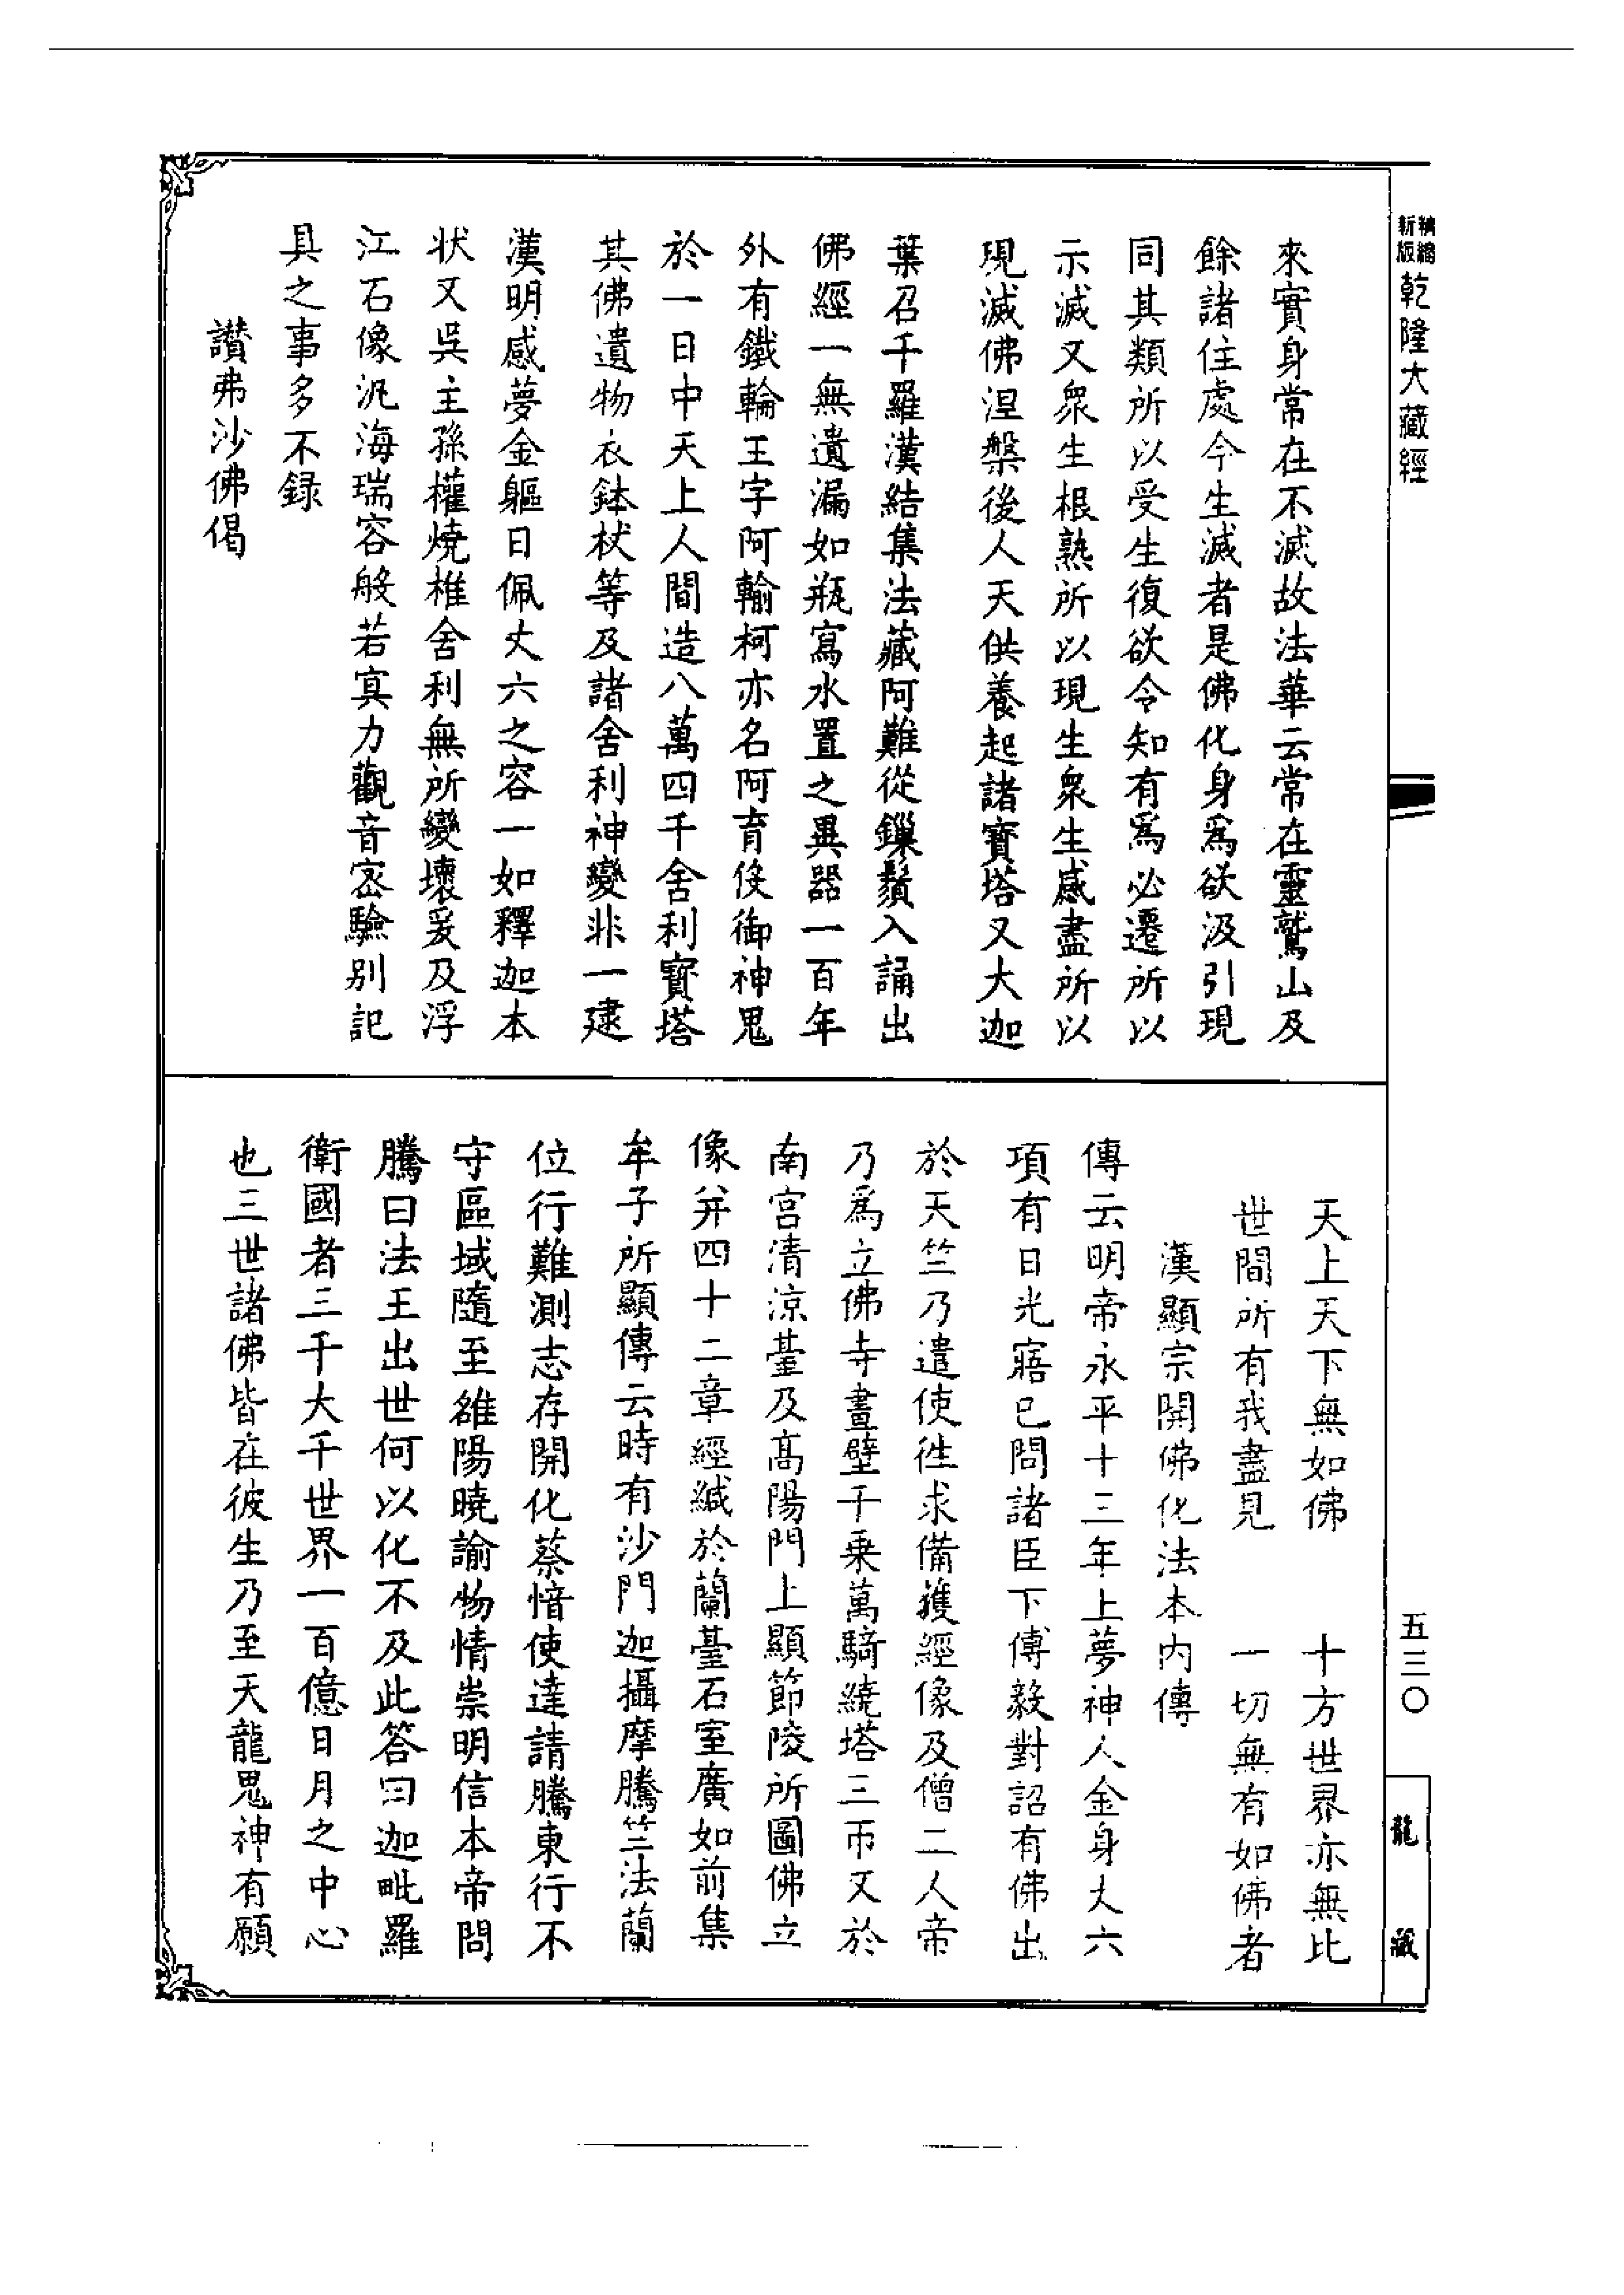 精縮新版乾隆大藏經
來實身常在不滅故法華云常在靈鷲山及
餘諸住處今生滅者是佛化身爲欲汲引現
同其類所以受生復欲令知有爲必遷所以
示滅又衆生根熟所以現生衆生感盡所以
現滅佛涅槃後人天供養起諸寶塔又大迦
葉召千羅漢結集法藏阿難從鏁鬚入誦出
佛經一無遺漏如瓶寫水置之異器一百年
外有鐵輪王字阿輸柯亦名阿育役御神鬼
於一日中天上人間造八萬四千舍利寶塔
其佛遺物衣鉢杖等及諸舍利神變非一建
漢明感夢金軀日佩丈六之容一如釋迦本
状又吳主孫權燒椎舍利無所變壞爰及浮
江石像汎海瑞容般若冥力觀音密驗別記
具之事多不録
讃弗沙佛偈
天上天下無如佛　十方世界亦無比
世間所有我盡見　一切無有如佛者
漢顯宗開佛化法本內傳
傳云明帝永平十三年上夢神人金身丈六
項有日光寤已問諸臣下傅毅對詔有佛出
於天竺乃遣使徃求備獲經像及僧二人帝
乃爲立佛寺畫壁千乗萬騎繞塔三帀又於
南宫清涼臺及高陽門上顯節陵所圖佛立
像并四十二章經緘於蘭臺石室廣如前集
牟子所顯傳云時有沙門迦攝摩騰竺法蘭
位行難測志存開化蔡愔使達請騰東行不
守區域隨至雒陽曉諭物情崇明信本帝問
騰曰法王出世何以化不及此答曰迦毗羅
衛國者三千大千世界一百億日月之中心
也三世諸佛皆在彼生乃至天龍鬼神有願
五三〇
龍藏